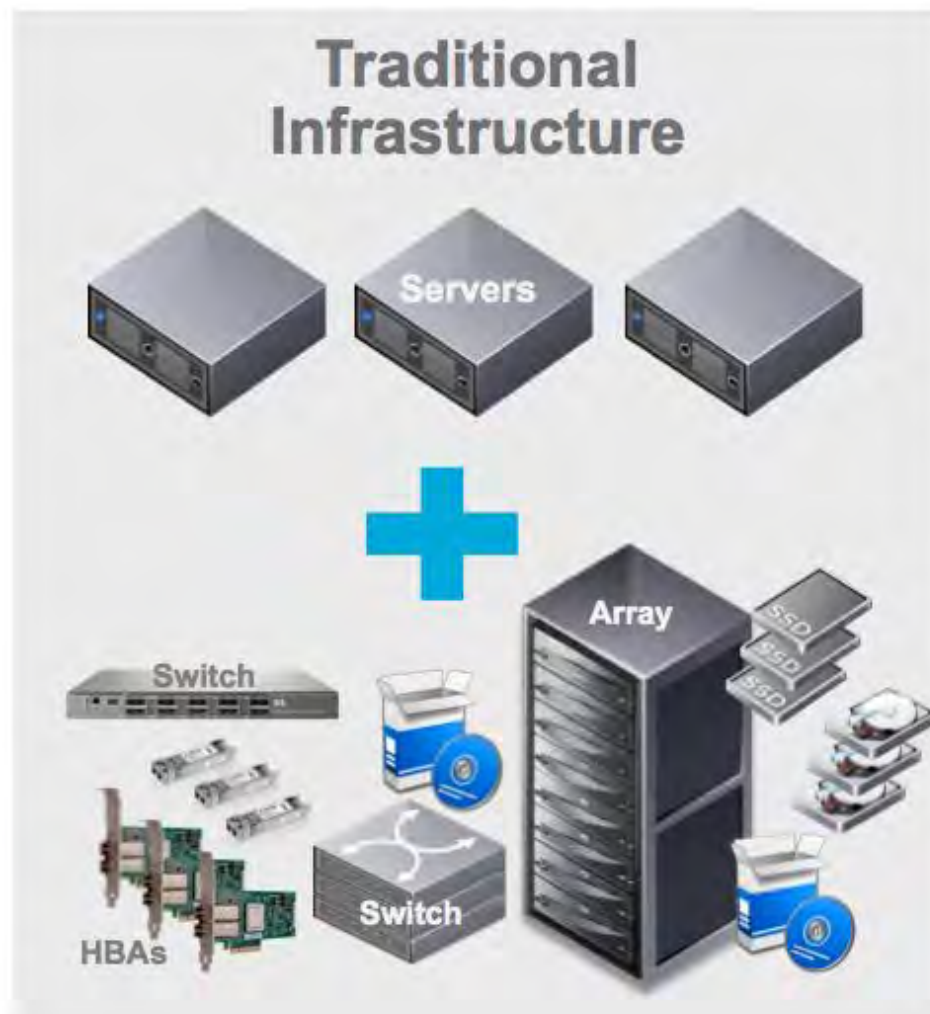 Traditional
Infrastructure
Servers
Array
SSD
SSD
SSD
Switch
Switch
HBAs